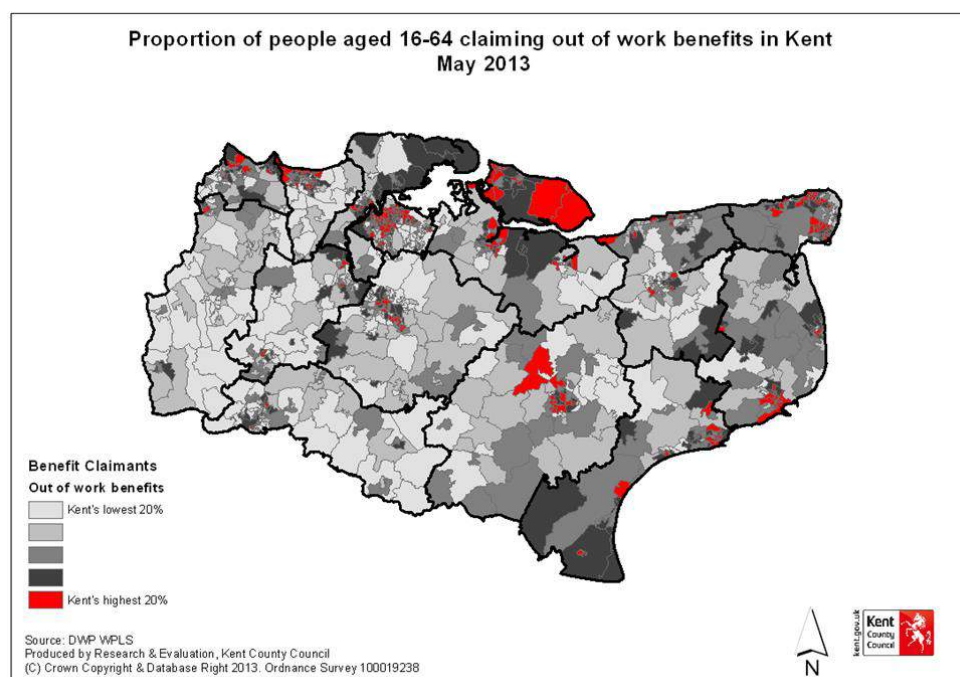 Proportion of people aged 16-64 claiming out of work benefits in Kent
May 2013
Benefit Claimants
Out of work benefits
Kent's lowest 20%
Kent's highest 20%
Source: DWP WPLS
Produced by Research & Evaluation, Kent County Council
(C) Crown Copyright & Database Right 2013. Ordnance Survey 100019238
N
kent.gov.uk
Kent
County
Council